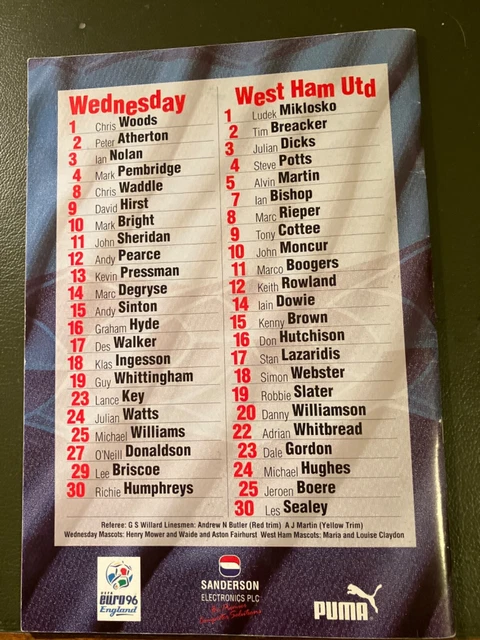 Wednesday
1 Chris Woods
2 Peter Atherton
3 Ian Nolan
4 Mark Pembridge
8 Chris Waddle
9 David Hirst
10 Mark Bright
11 John Sheridan
12 Andy Pearce
13 Kevin Pressman
14 Marc Degryse
15 Andy Sinton
16 Graham Hyde
17 Des Walker
18 Klas Ingesson
19 Guy Whittingham
23 Lance Key
24 Julian Watts
25 Michael Williams
27 O'Neill Donaldson
29 Lee Briscoe
30 Richie Humphreys
West Ham Utd
1 Ludek Miklosko
2 Tim Breacker
3 Julian Dicks
4 Steve Potts
5 Alvin Martin
7 Ian Bishop
8 Marc Rieper
9 Tony Cottee
10 John Moncur
11 Marco Boogers
12 Keith Rowland
14 Iain Dowie
15 Kenny Brown
16 Don Hutchison
17 Stan Lazaridis
18 Simon Webster
19 Robbie Slater
20 Danny Williamson
22 Adrian Whitbread
23 Dale Gordon
24 Michael Hughes
25 Jeroen Boere
30 Les Sealey
Referee: G S Willard Linesmen: Andrew N Butler (Red trim) A J Martin (Yellow Trim)
Wednesday Mascots: Henry Mower and Waide and Aston Fairhurst West Ham Mascots: Maria and Louise Claydon
UEFA
euro96
England
SANDERSON
ELECTRONICS PLC
PUMA